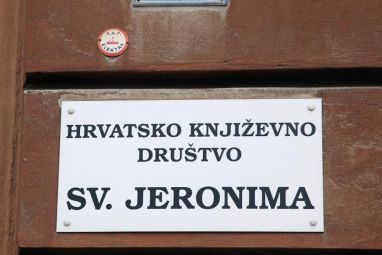 HRVATSKO KNJIŽEVNO
DRUŠTVO
SV. JERONIMA